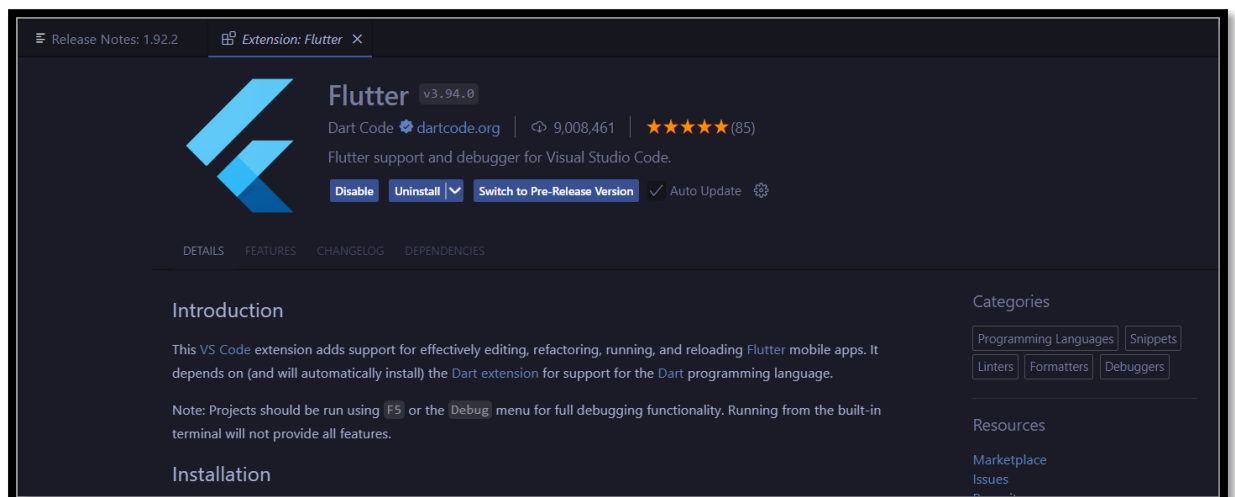 Release Notes: 1.92.2
Extension: Flutter
Flutter v3.94.0
Dart Code dartcode.org 9,008,461 (85)
Flutter support and debugger for Visual Studio Code.
Disable Uninstall Switch to Pre-Release Version Auto Update
DETAILS FEATURES CHANGELOG DEPENDENCIES
Introduction
This VS Code extension adds support for effectively editing, refactoring, running, and reloading Flutter mobile apps. It
depends on (and will automatically install) the Dart extension for support for the Dart programming language.
Note: Projects should be run using F5 or the Debug menu for full debugging functionality. Running from the built-in
terminal will not provide all features.
Installation
Categories
Programming Languages Snippets
Linters Formatters Debuggers
Resources
Marketplace
Issues